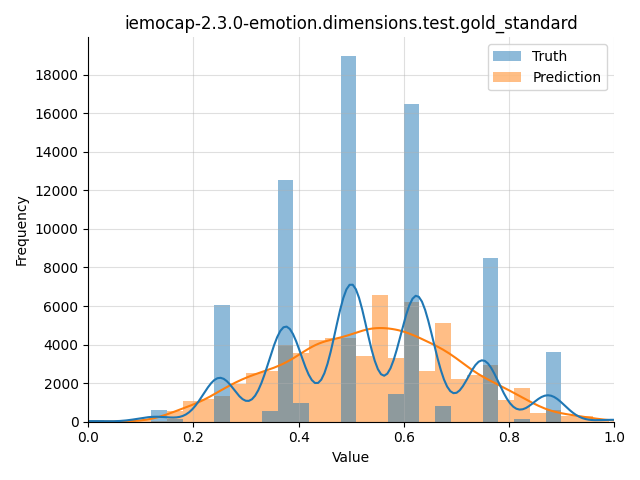 iemocap-2.3.0-emotion.dimensions.test.gold_standard
Truth
Prediction
18000
16000
14000
12000
10000
8000
6000
4000
2000
0
Frequency
0.0 0.2 0.4 0.6 0.8 1.0
Value